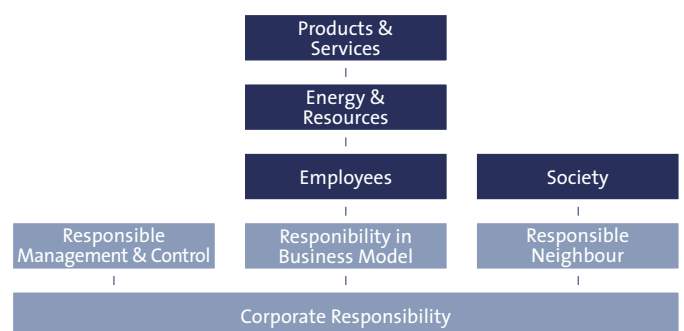 Products &
Services
Energy &
Resources
Employees
Society
Responsible
Management & Control
Responibility in
Business Model
Responsible
Neighbour
Corporate Responsibility